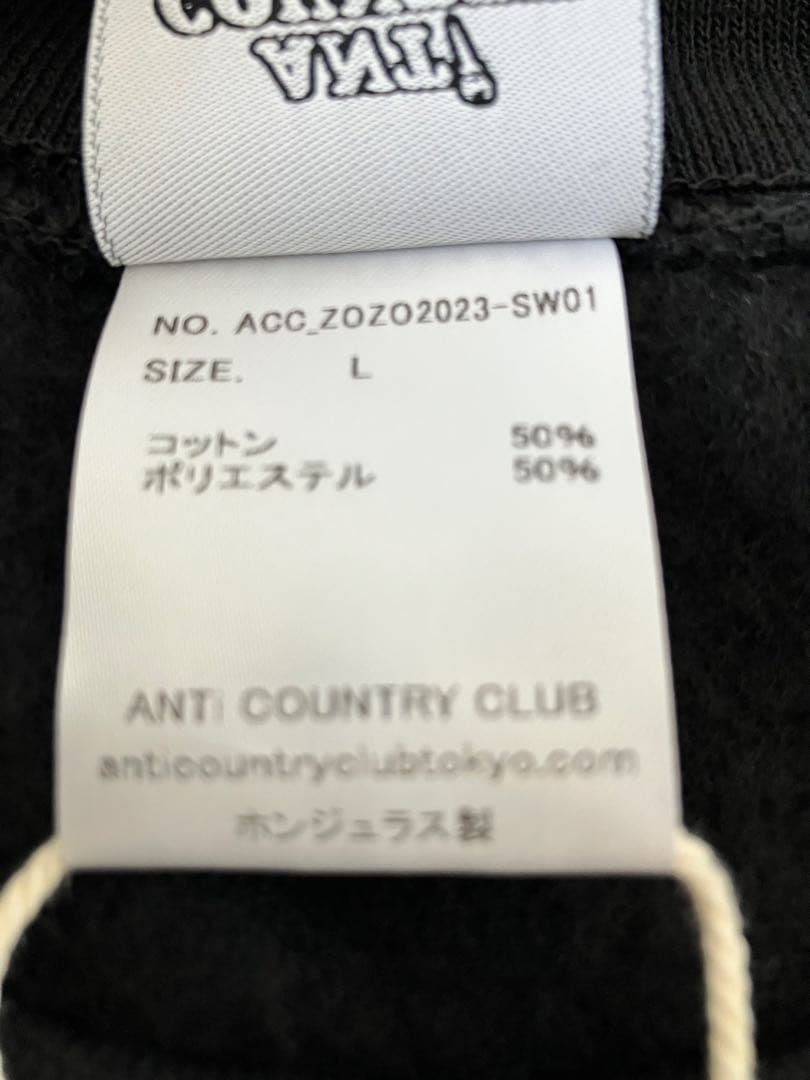 ANTi
NO. ACC_ZOZO2023-SW01
SIZE. L
コットン 50%
ポリエステル 50%
ANTi COUNTRY CLUB
anticountryclubtokyo.com
ホンジュラス製